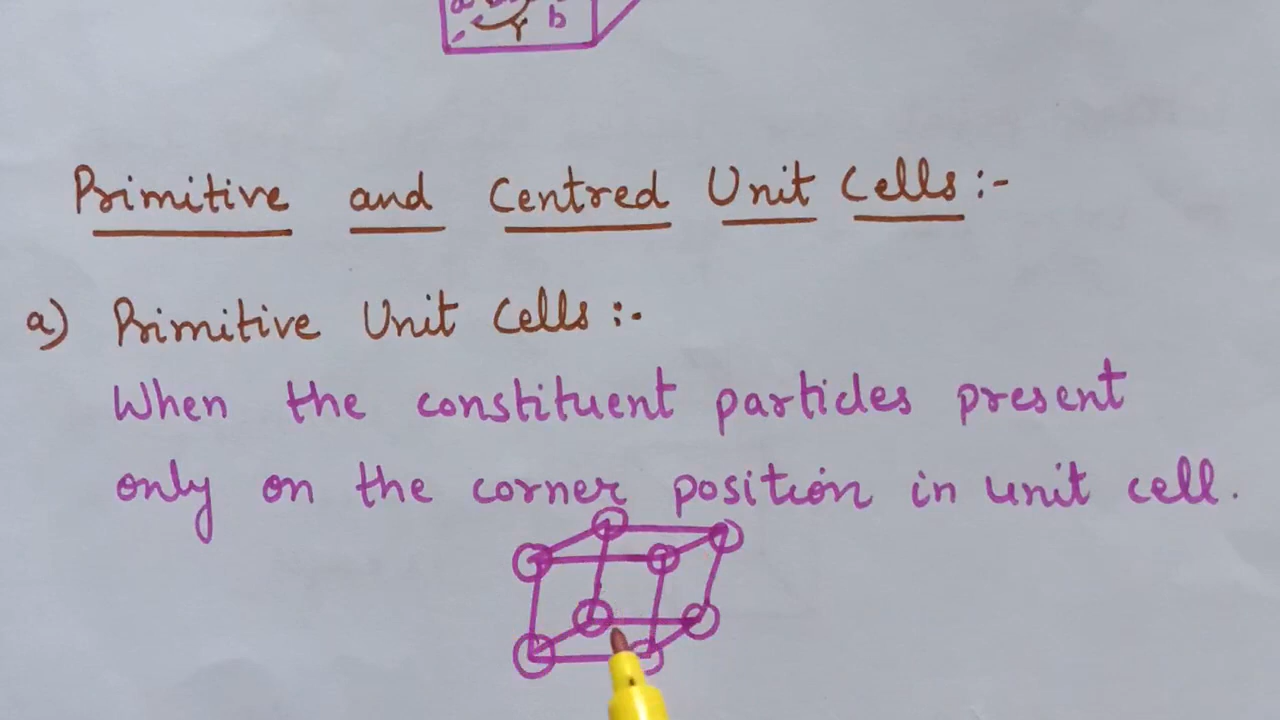 a γ b
Primitive and Centred Unit Cells :-
a) Primitive Unit Cells :-
When the constituent particles present
only on the corner position in unit cell.